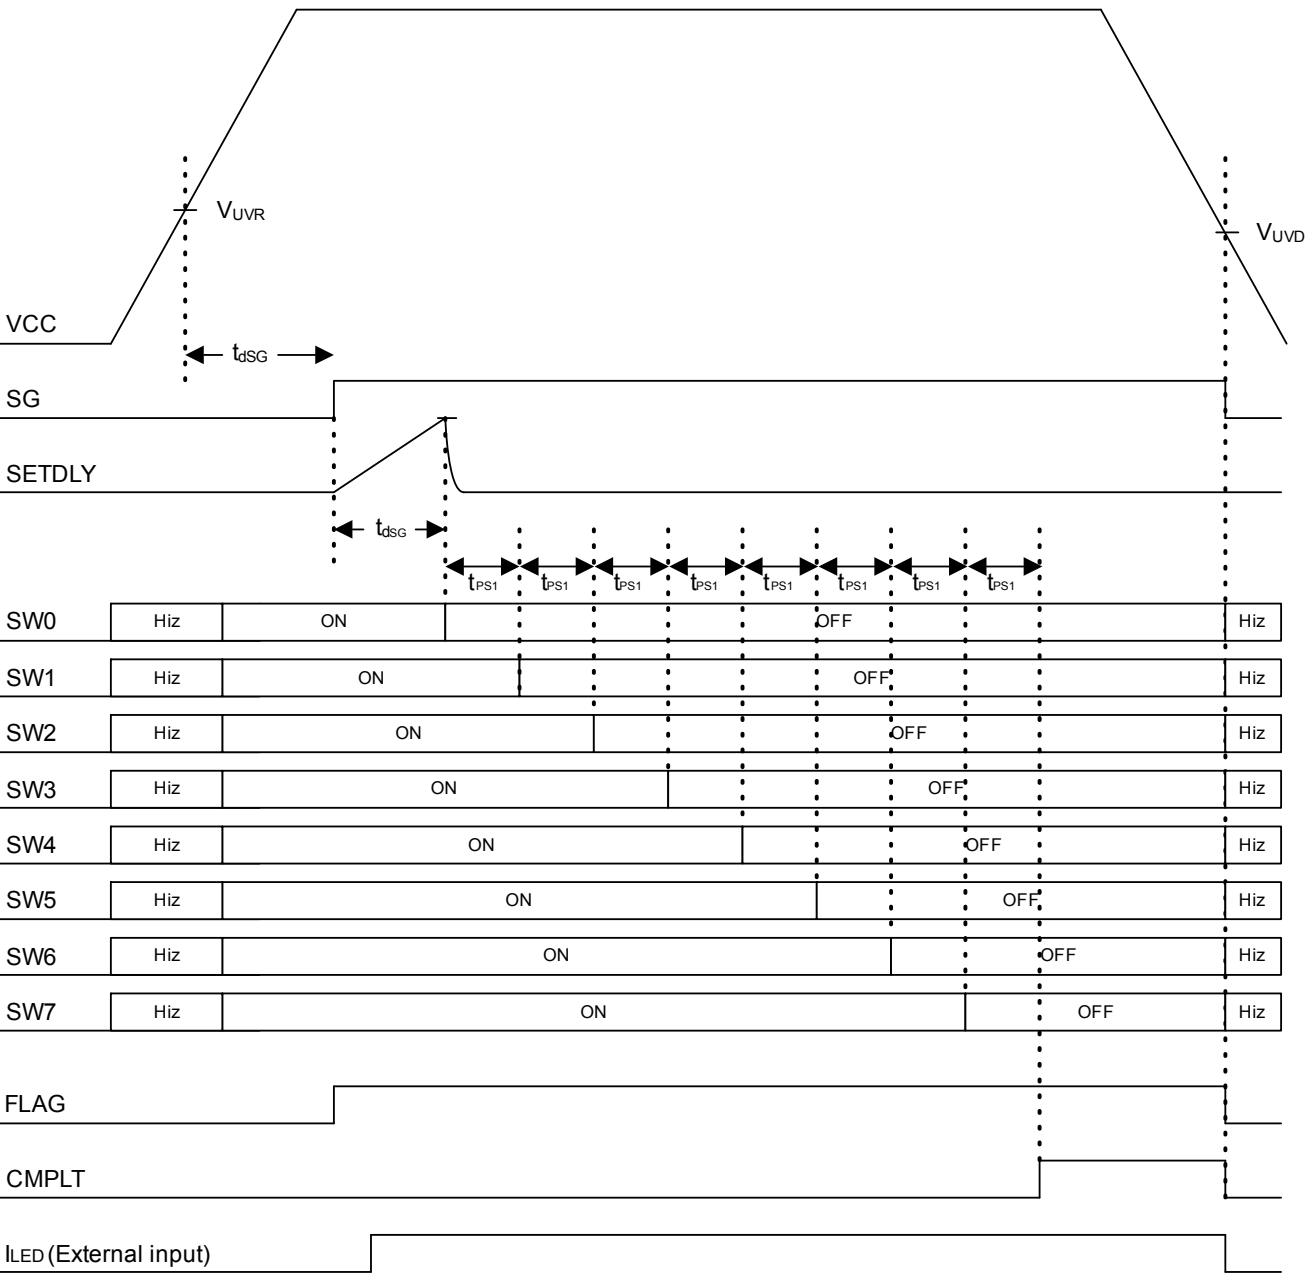 VUVR
VUVD
VCC
tdSG
SG
SETDLY
tdSG
tPS1 tPS1 tPS1 tPS1 tPS1 tPS1 tPS1 tPS1
SW0 Hiz ON OFF Hiz
SW1 Hiz ON OFF Hiz
SW2 Hiz ON OFF Hiz
SW3 Hiz ON OFF Hiz
SW4 Hiz ON OFF Hiz
SW5 Hiz ON OFF Hiz
SW6 Hiz ON OFF Hiz
SW7 Hiz ON OFF Hiz
FLAG
CMPLT
ILED (External input)